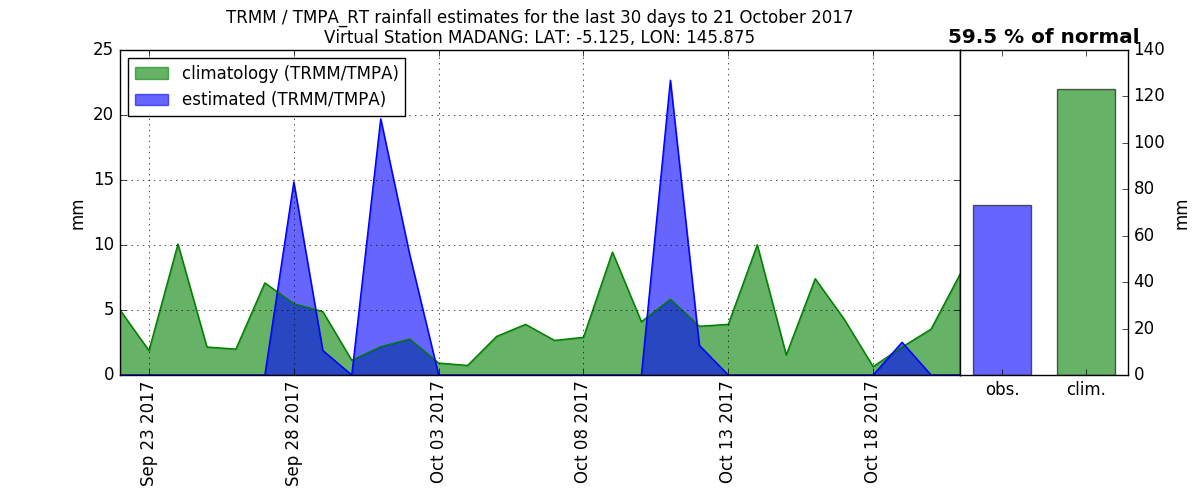 TRMM / TMPA_RT rainfall estimates for the last 30 days to 21 October 2017
Virtual Station MADANG: LAT: -5.125, LON: 145.875
59.5 % of normal
climatology (TRMM/TMPA)
estimated (TRMM/TMPA)
25
20
15
10
5
0
mm
Sep 23 2017
Sep 28 2017
Oct 03 2017
Oct 08 2017
Oct 13 2017
Oct 18 2017
obs.
clim.
140
120
100
80
60
40
20
0
mm